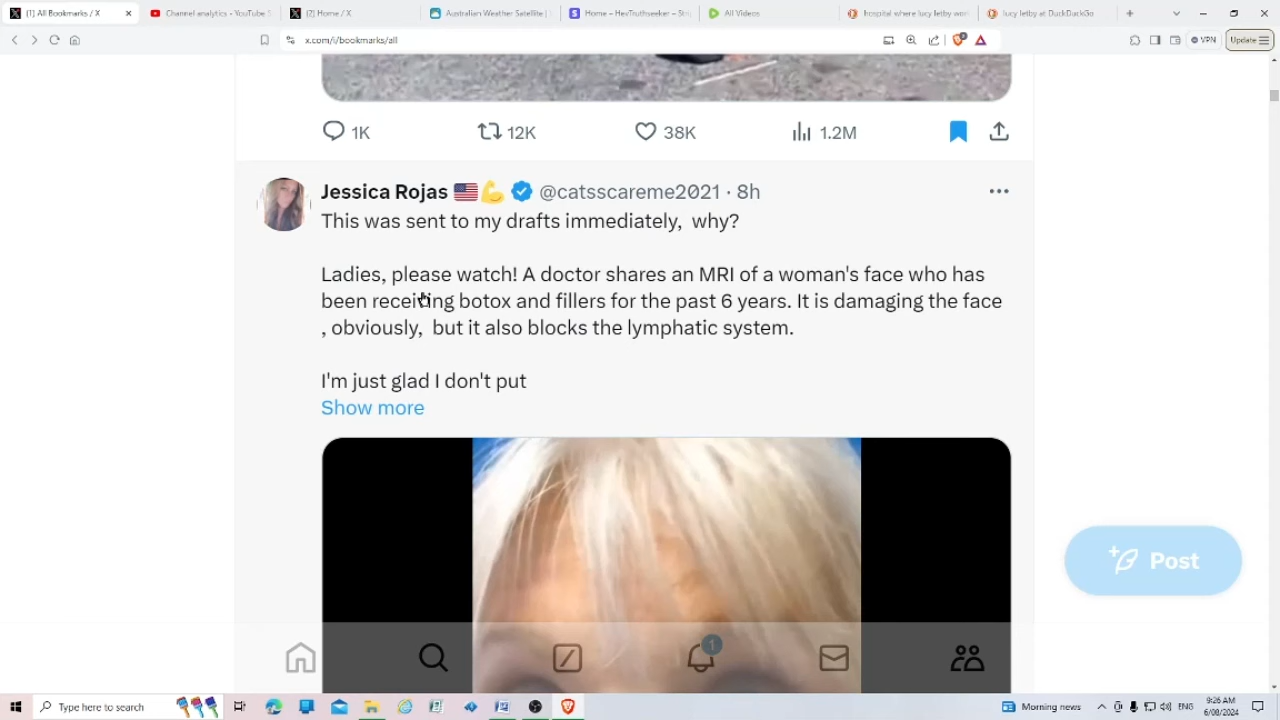 (1) All Bookmarks / X
Channel analytics - YouTube S
(2) Home / X
Australian Weather Satellite |
Home – HevTruthseeker – Stri
All Videos
hospital where lucy letby wor
lucy letby at DuckDuckGo
x.com/i/bookmarks/all
VPN
Update
1K 12K 38K 1.2M
Jessica Rojas @catsscareme2021 · 8h
This was sent to my drafts immediately, why?
Ladies, please watch! A doctor shares an MRI of a woman's face who has
been receiving botox and fillers for the past 6 years. It is damaging the face
, obviously, but it also blocks the lymphatic system.
I'm just glad I don't put
Show more
Post
1
Type here to search
Morning news
ENG
9:26 AM
6/08/2024